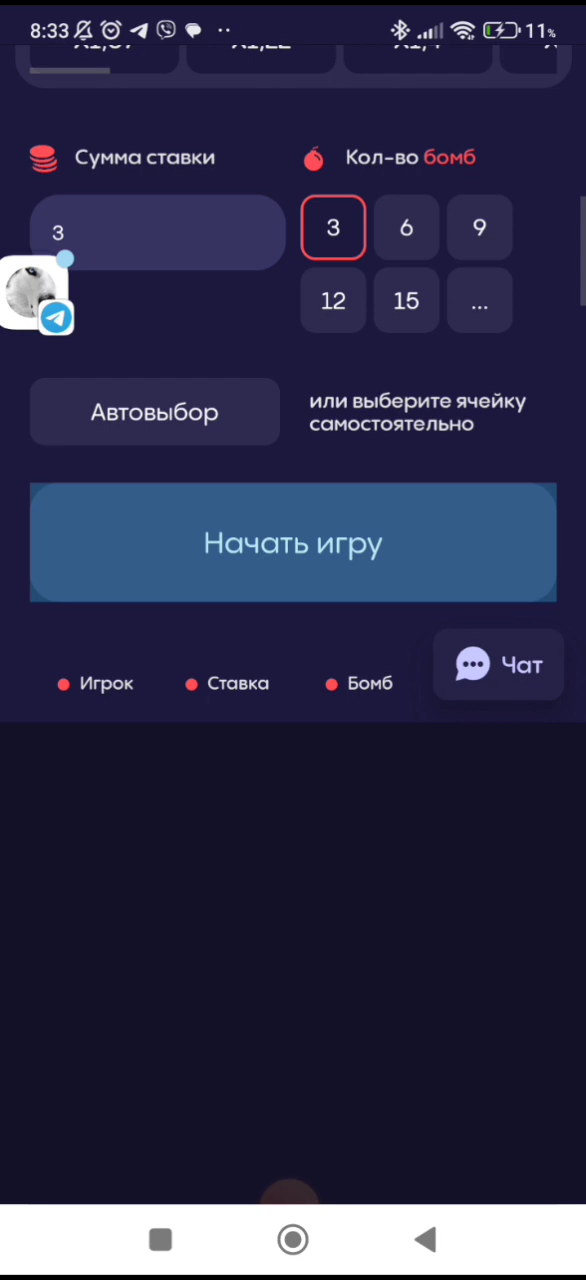 8:33
11%
Сумма ставки
Кол-во бомб
3
3
6
9
12
15
...
Автовыбор
или выберите ячейку
самостоятельно
Начать игру
Чат
Игрок
Ставка
Бомб